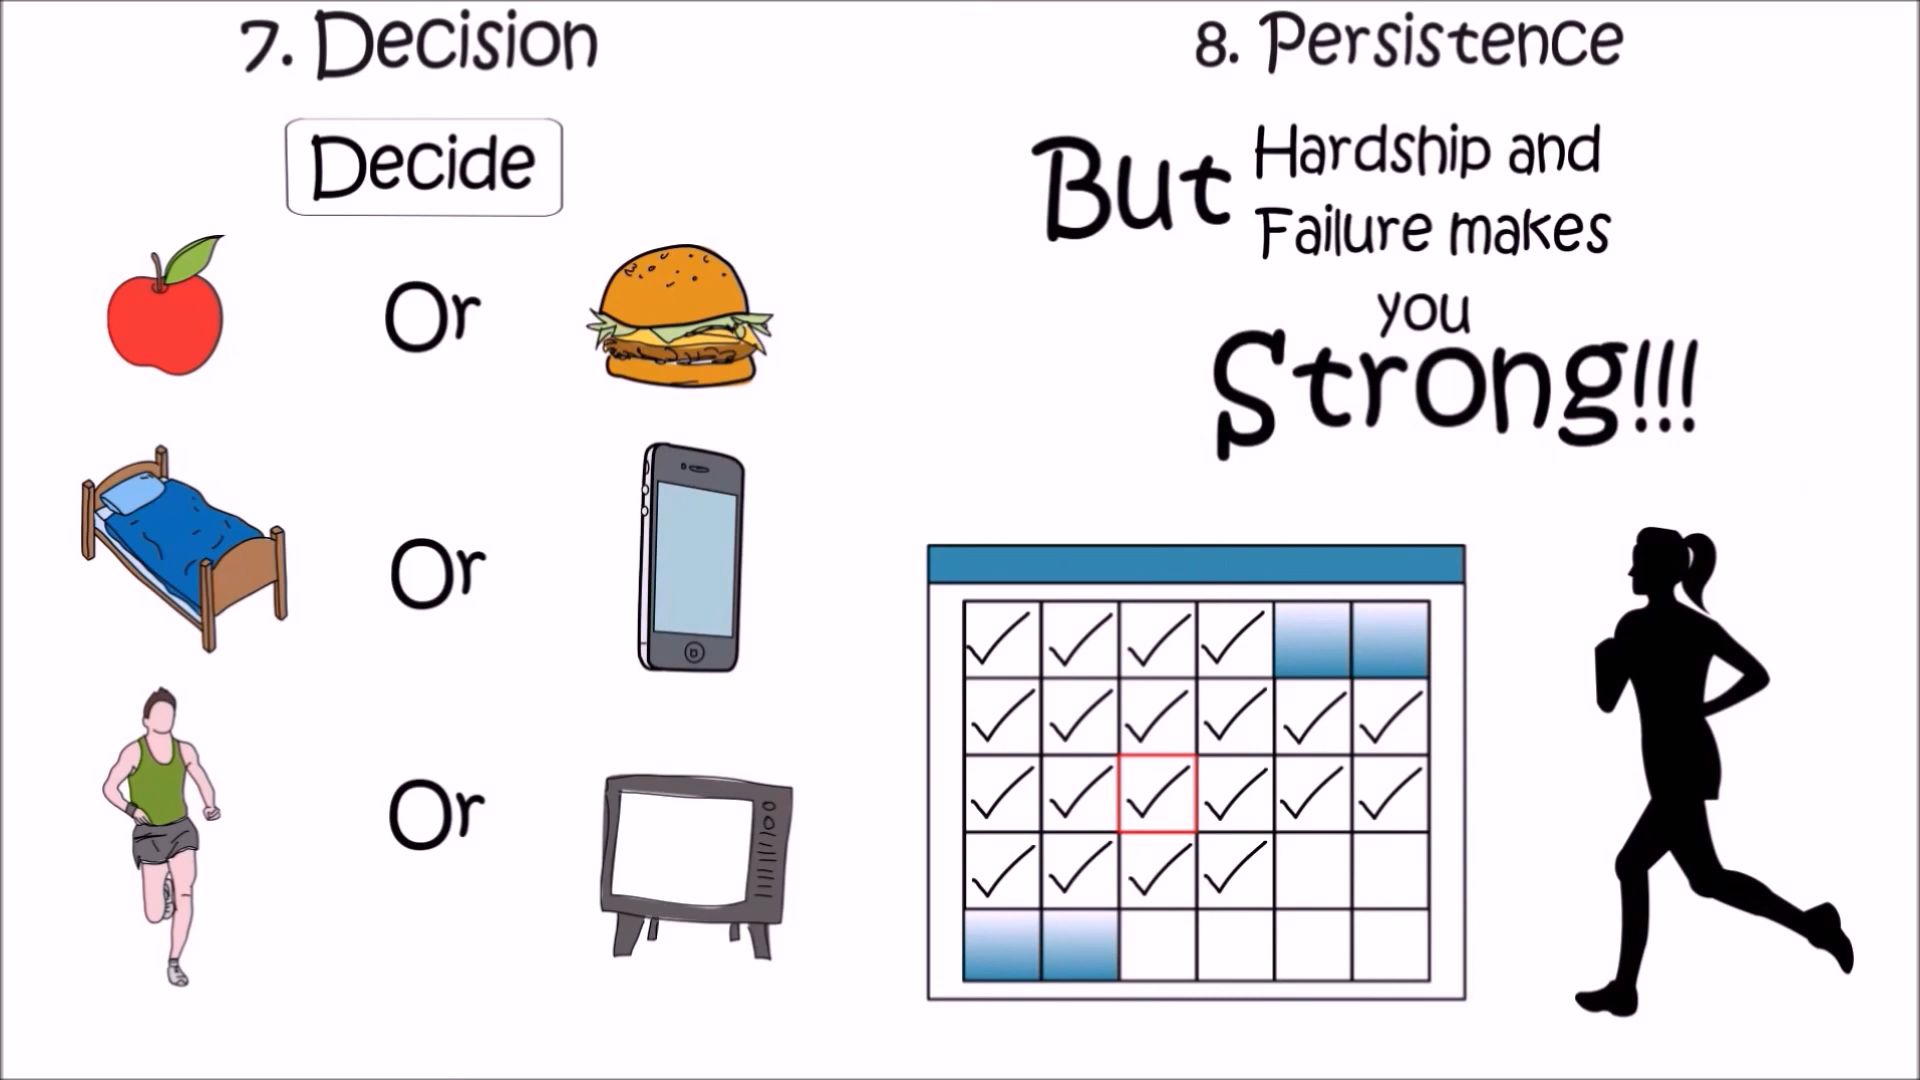 7. Decision
Decide
Or
Or
Or
8. Persistence
But
Hardship and
Failure makes
you
Strong!!!